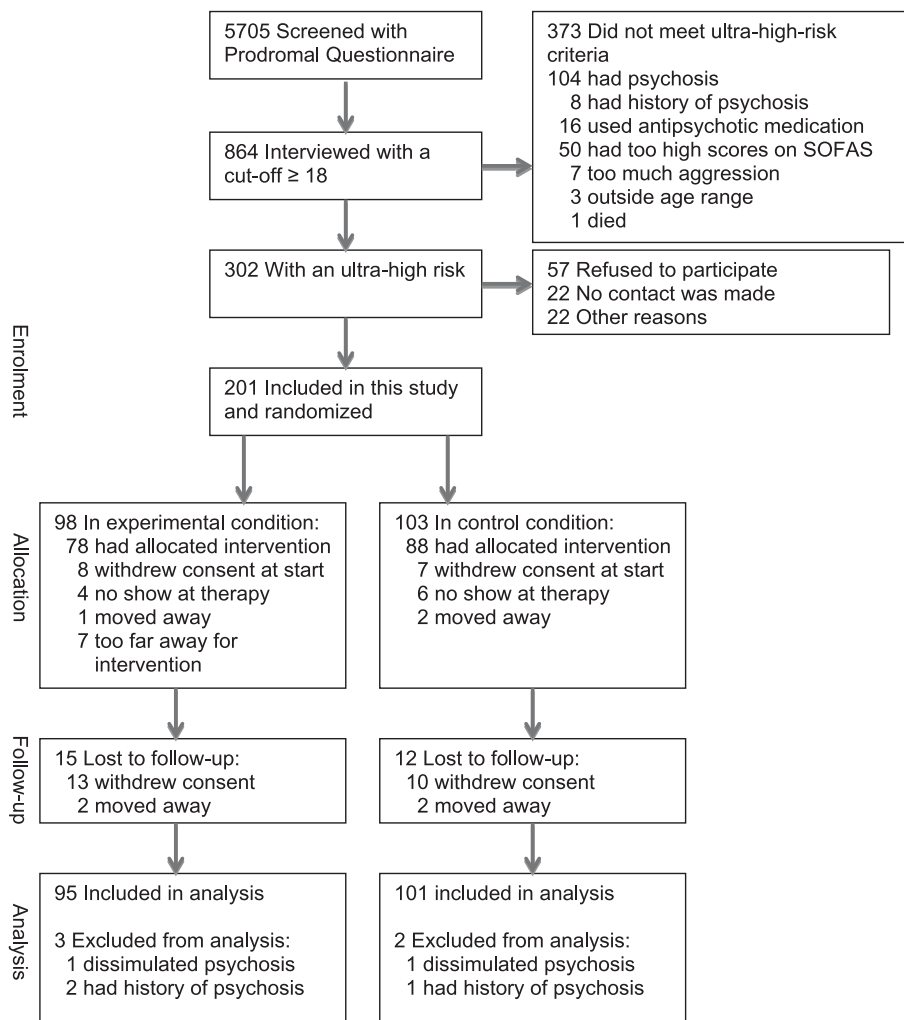 5705 Screened with
Prodromal Questionnaire
373 Did not meet ultra-high-risk
criteria
104 had psychosis
8 had history of psychosis
16 used antipsychotic medication
50 had too high scores on SOFAS
7 too much aggression
3 outside age range
1 died
864 Interviewed with a
cut-off ≥ 18
302 With an ultra-high risk
57 Refused to participate
22 No contact was made
22 Other reasons
Enrolment
201 Included in this study
and randomized
Allocation
98 In experimental condition:
78 had allocated intervention
8 withdrew consent at start
4 no show at therapy
1 moved away
7 too far away for
intervention
103 In control condition:
88 had allocated intervention
7 withdrew consent at start
6 no show at therapy
2 moved away
Follow-up
15 Lost to follow-up:
13 withdrew consent
2 moved away
12 Lost to follow-up:
10 withdrew consent
2 moved away
Analysis
95 Included in analysis
3 Excluded from analysis:
1 dissimulated psychosis
2 had history of psychosis
101 included in analysis
2 Excluded from analysis:
1 dissimulated psychosis
1 had history of psychosis